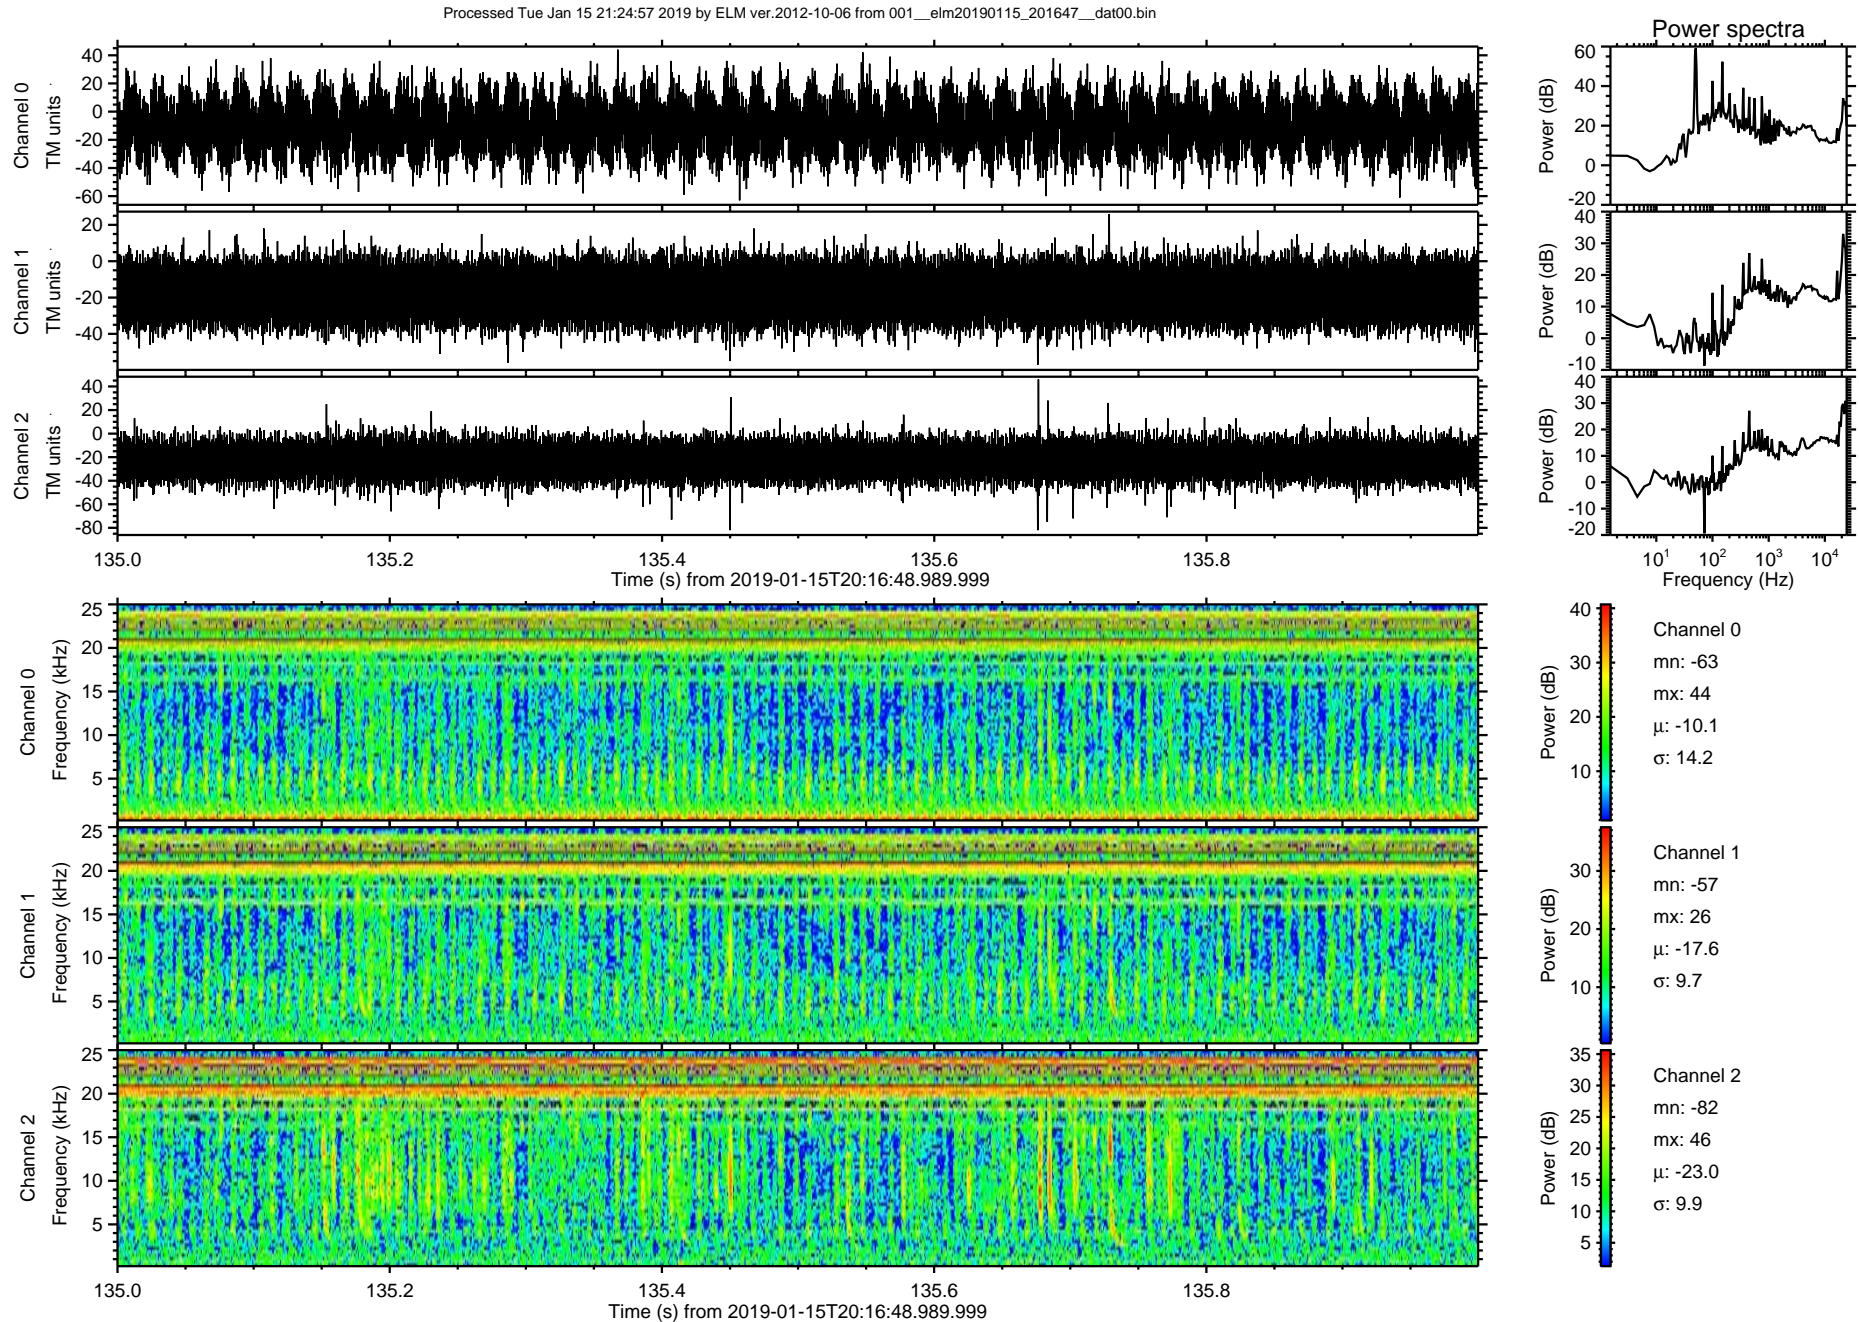 Processed Tue Jan 15 21:24:57 2019 by ELM ver.2012-10-06 from 001__elm20190115_201647__dat00.bin
Power spectra
Channel 0
TM units
40
20
0
-20
-40
-60
Power (dB)
60
40
20
0
-20
Channel 1
TM units
20
0
-20
-40
Power (dB)
40
30
20
10
0
-10
Channel 2
TM units
40
20
0
-20
-40
-60
-80
Power (dB)
40
30
20
10
0
-10
-20
135.0 135.2 135.4 135.6 135.8
Time (s) from 2019-01-15T20:16:48.989.999
10¹ 10² 10³ 10⁴
Frequency (Hz)
Channel 0
Frequency (kHz)
25
20
15
10
5
Power (dB)
40
30
20
10
Channel 0
mn: -63
mx: 44
μ: -10.1
σ: 14.2
Channel 1
Frequency (kHz)
25
20
15
10
5
Power (dB)
30
20
10
Channel 1
mn: -57
mx: 26
μ: -17.6
σ: 9.7
Channel 2
Frequency (kHz)
25
20
15
10
5
Power (dB)
35
30
25
20
15
10
5
Channel 2
mn: -82
mx: 46
μ: -23.0
σ: 9.9
135.0 135.2 135.4 135.6 135.8
Time (s) from 2019-01-15T20:16:48.989.999